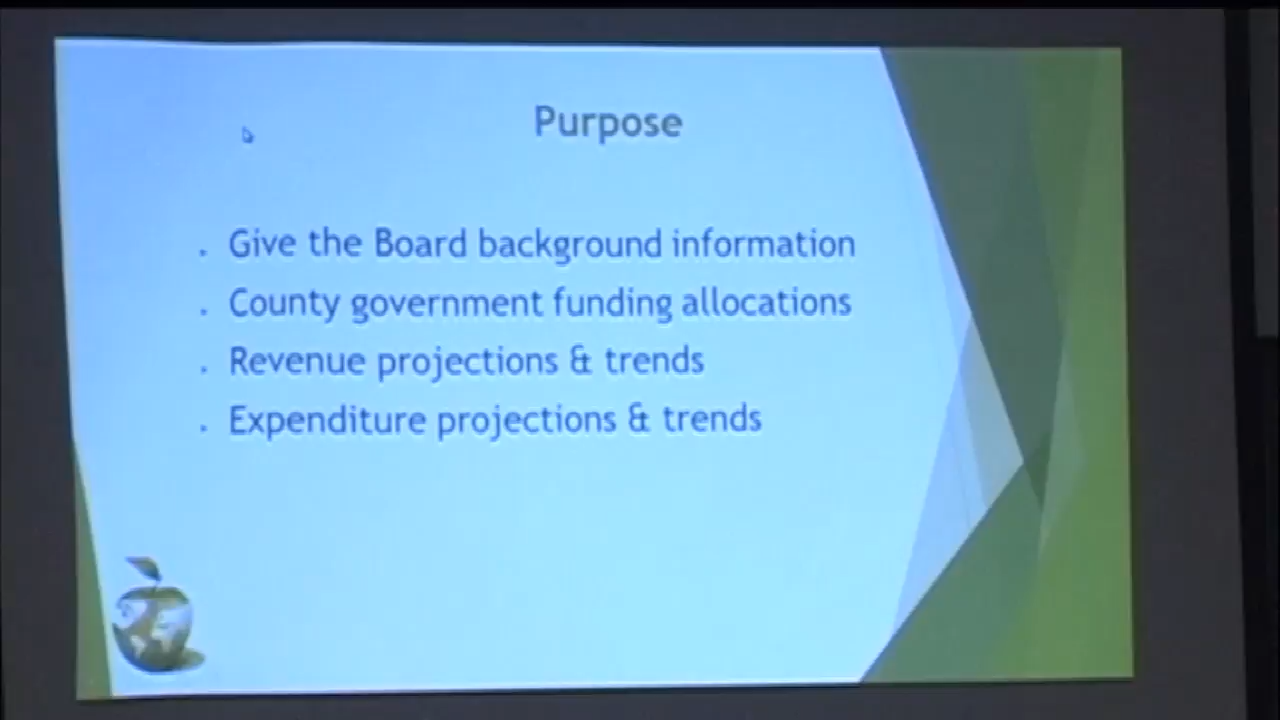 Purpose
. Give the Board background information
. County government funding allocations
. Revenue projections & trends
. Expenditure projections & trends